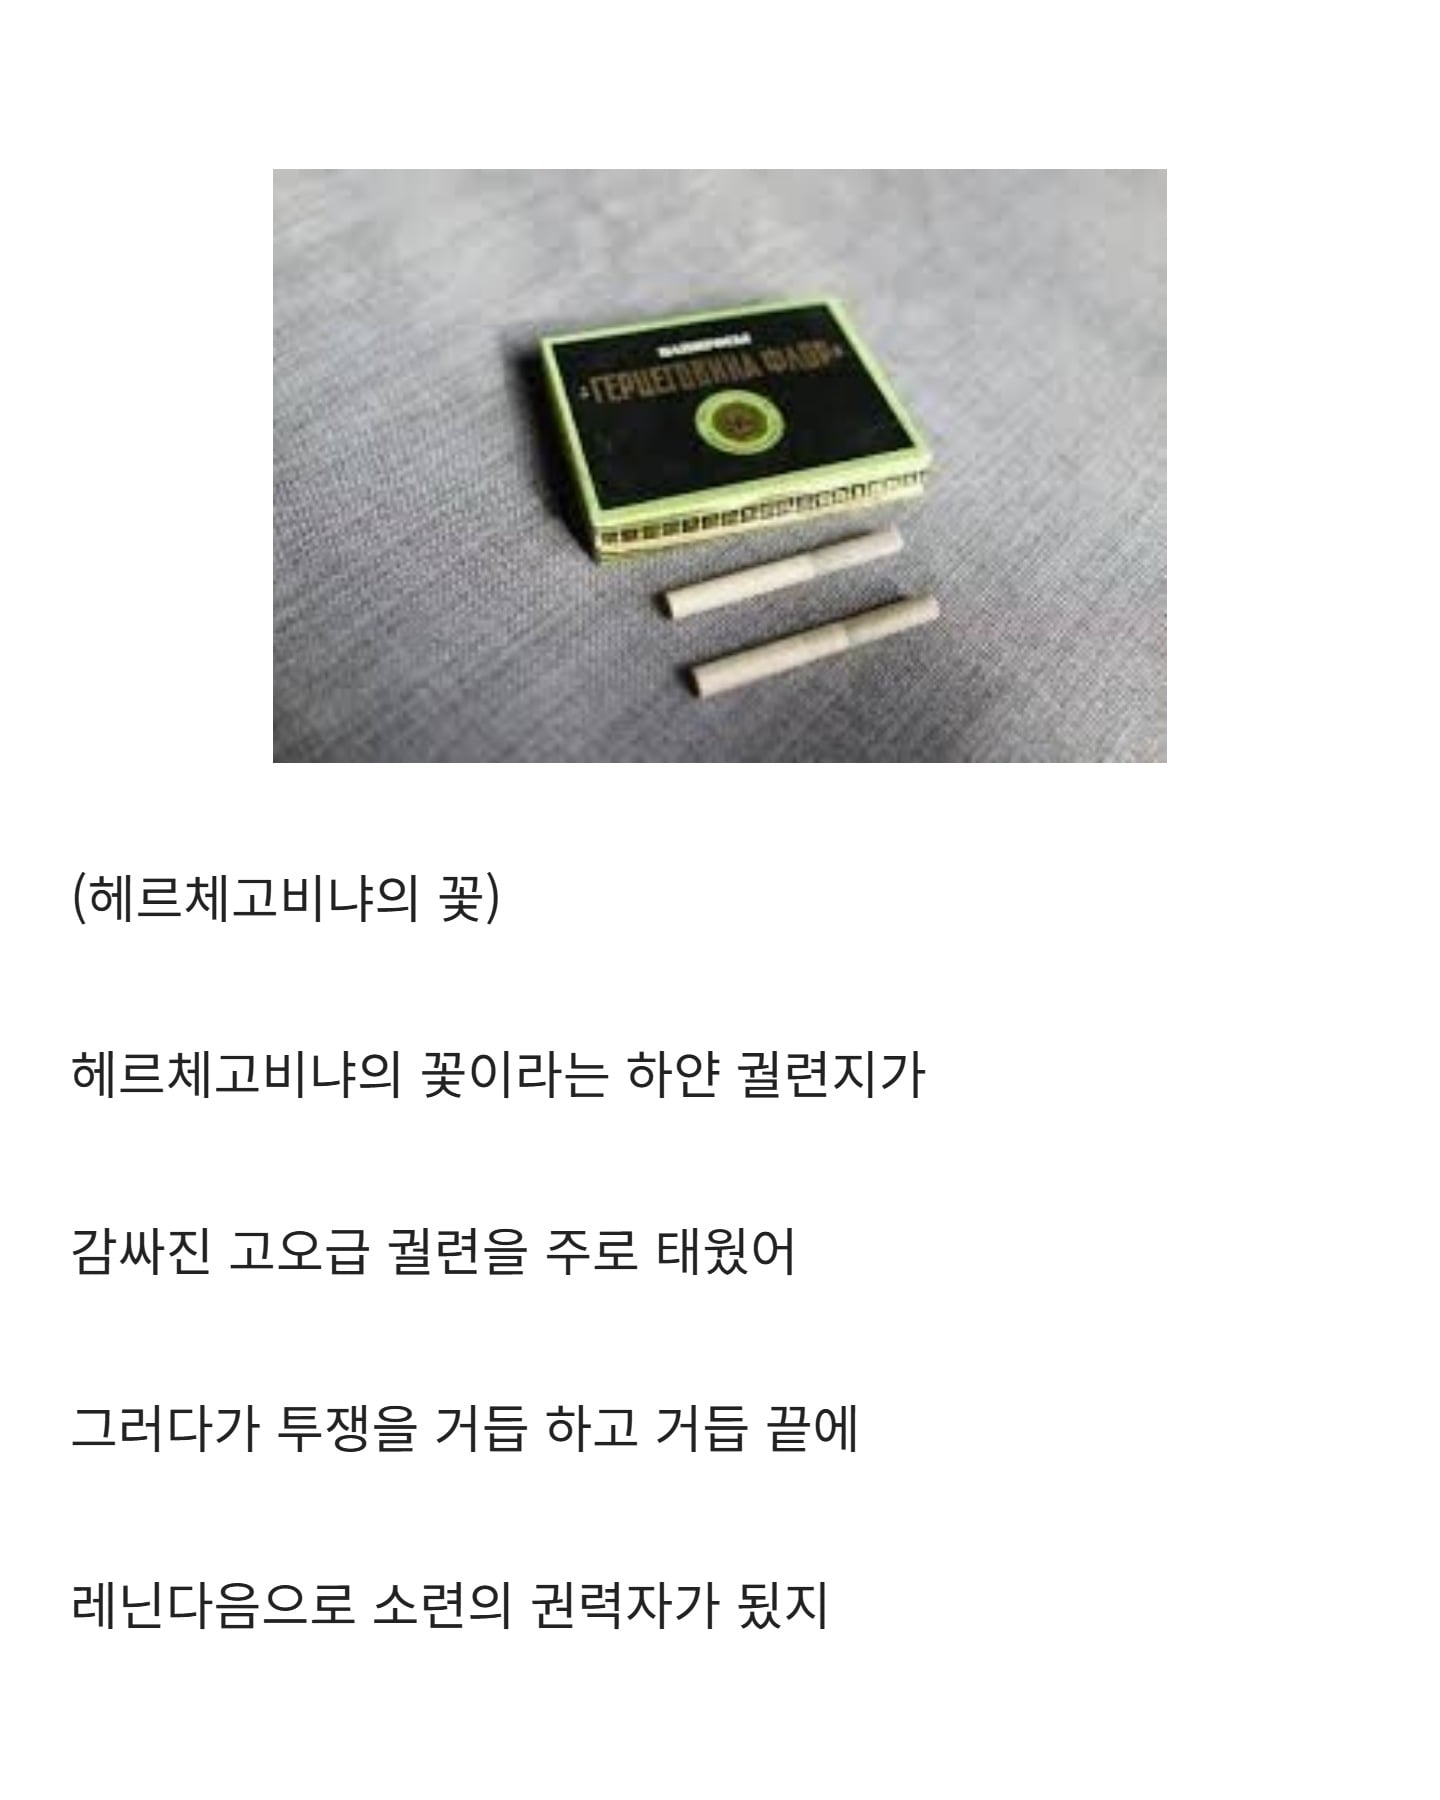 ПАПИРОСЫ
«ГЕРЦЕГОВИНА ФЛОР»
(헤르체고비냐의 꽃)
헤르체고비냐의 꽃이라는 하얀 궐련지가
감싸진 고오급 궐련을 주로 태웠어
그러다가 투쟁을 거듭 하고 거듭 끝에
레닌다음으로 소련의 권력자가 됬지